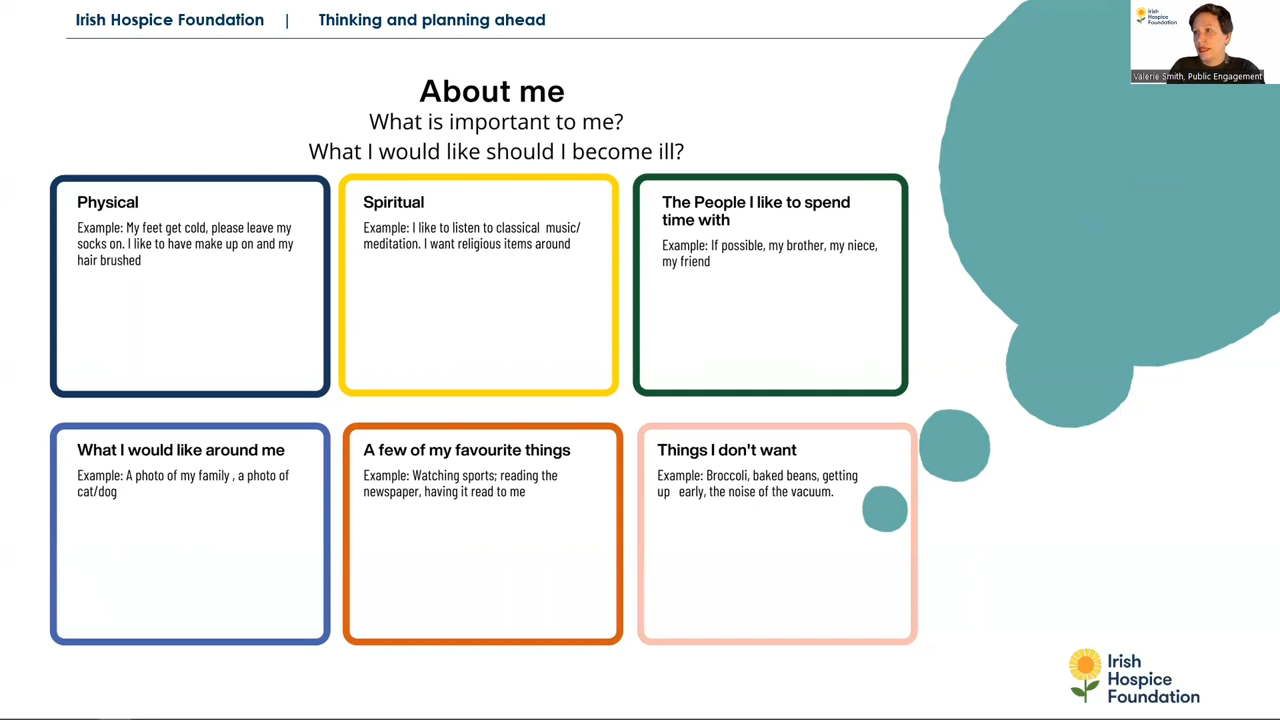 Irish Hospice Foundation | Thinking and planning ahead
Irish
Hospice
Foundation
Valerie Smith, Public Engagement
About me
What is important to me?
What I would like should I become ill?
Physical
Example: My feet get cold, please leave my
socks on. I like to have make up on and my
hair brushed
Spiritual
Example: I like to listen to classical music/
meditation. I want religious items around
The People I like to spend
time with
Example: If possible, my brother, my niece,
my friend
What I would like around me
Example: A photo of my family , a photo of
cat/dog
A few of my favourite things
Example: Watching sports; reading the
newspaper, having it read to me
Things I don't want
Example: Broccoli, baked beans, getting
up early, the noise of the vacuum.
Irish
Hospice
Foundation